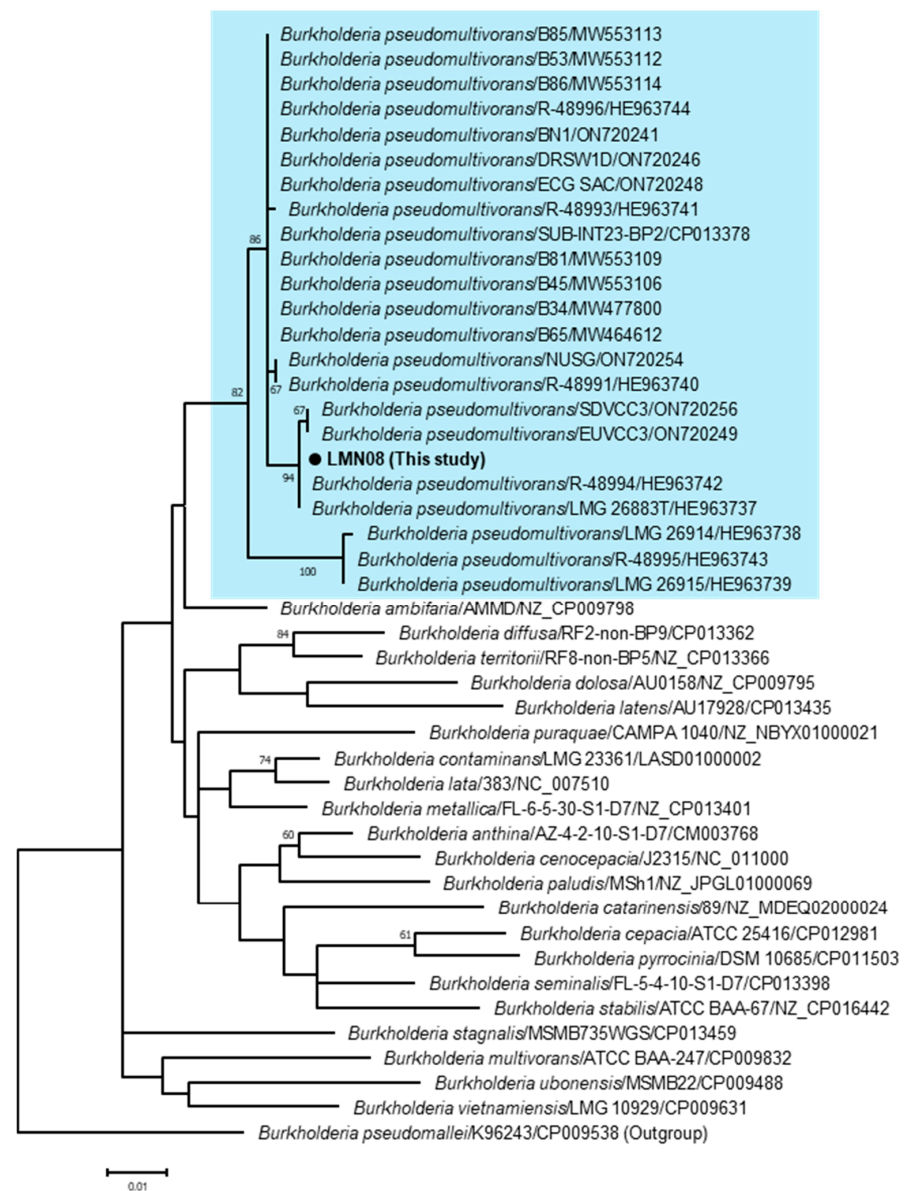 Burkholderia pseudomultivorans/B85/MW553113
Burkholderia pseudomultivorans/B53/MW553112
Burkholderia pseudomultivorans/B86/MW553114
Burkholderia pseudomultivorans/R-48996/HE963744
Burkholderia pseudomultivorans/BN1/ON720241
Burkholderia pseudomultivorans/DRSW1D/ON720246
Burkholderia pseudomultivorans/ECG SAC/ON720248
Burkholderia pseudomultivorans/R-48993/HE963741
86 Burkholderia pseudomultivorans/SUB-INT23-BP2/CP013378
Burkholderia pseudomultivorans/B81/MW553109
Burkholderia pseudomultivorans/B45/MW553106
Burkholderia pseudomultivorans/B34/MW477800
Burkholderia pseudomultivorans/B65/MW464612
Burkholderia pseudomultivorans/NUSG/ON720254
82 67 Burkholderia pseudomultivorans/R-48991/HE963740
67 Burkholderia pseudomultivorans/SDVCC3/ON720256
Burkholderia pseudomultivorans/EUVCC3/ON720249
LMN08 (This study)
94 Burkholderia pseudomultivorans/R-48994/HE963742
Burkholderia pseudomultivorans/LMG 26883T/HE963737
Burkholderia pseudomultivorans/LMG 26914/HE963738
Burkholderia pseudomultivorans/R-48995/HE963743
100 Burkholderia pseudomultivorans/LMG 26915/HE963739
Burkholderia ambifaria/AMMD/NZ_CP009798
84 Burkholderia diffusa/RF2-non-BP9/CP013362
Burkholderia territorii/RF8-non-BP5/NZ_CP013366
Burkholderia dolosa/AU0158/NZ_CP009795
Burkholderia latens/AU17928/CP013435
Burkholderia puraquae/CAMPA 1040/NZ_NBYX01000021
74 Burkholderia contaminans/LMG 23361/LASD01000002
Burkholderia lata/383/NC_007510
Burkholderia metallica/FL-6-5-30-S1-D7/NZ_CP013401
60 Burkholderia anthina/AZ-4-2-10-S1-D7/CM003768
Burkholderia cenocepacia/J2315/NC_011000
Burkholderia paludis/MSh1/NZ_JPGL01000069
Burkholderia catarinensis/89/NZ_MDEQ02000024
61 Burkholderia cepacia/ATCC 25416/CP012981
Burkholderia pyrrocinia/DSM 10685/CP011503
Burkholderia seminalis/FL-5-4-10-S1-D7/CP013398
Burkholderia stabilis/ATCC BAA-67/NZ_CP016442
Burkholderia stagnalis/MSMB735WGS/CP013459
Burkholderia multivorans/ATCC BAA-247/CP009832
Burkholderia ubonensis/MSMB22/CP009488
Burkholderia vietnamiensis/LMG 10929/CP009631
Burkholderia pseudomallei/K96243/CP009538 (Outgroup)
0.01